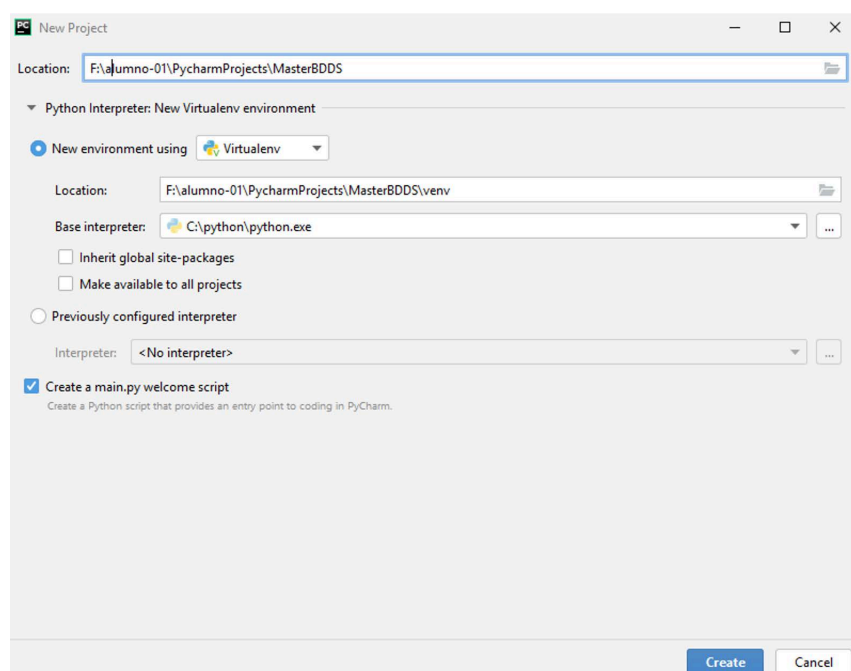 PC New Project
Location: F:\alumno-01\PycharmProjects\MasterBDDS
Python Interpreter: New Virtualenv environment
New environment using Virtualenv
Location: F:\alumno-01\PycharmProjects\MasterBDDS\venv
Base interpreter: C:\python\python.exe ...
Inherit global site-packages
Make available to all projects
Previously configured interpreter
Interpreter: <No interpreter> ...
Create a main.py welcome script
Create a Python script that provides an entry point to coding in PyCharm.
Create Cancel